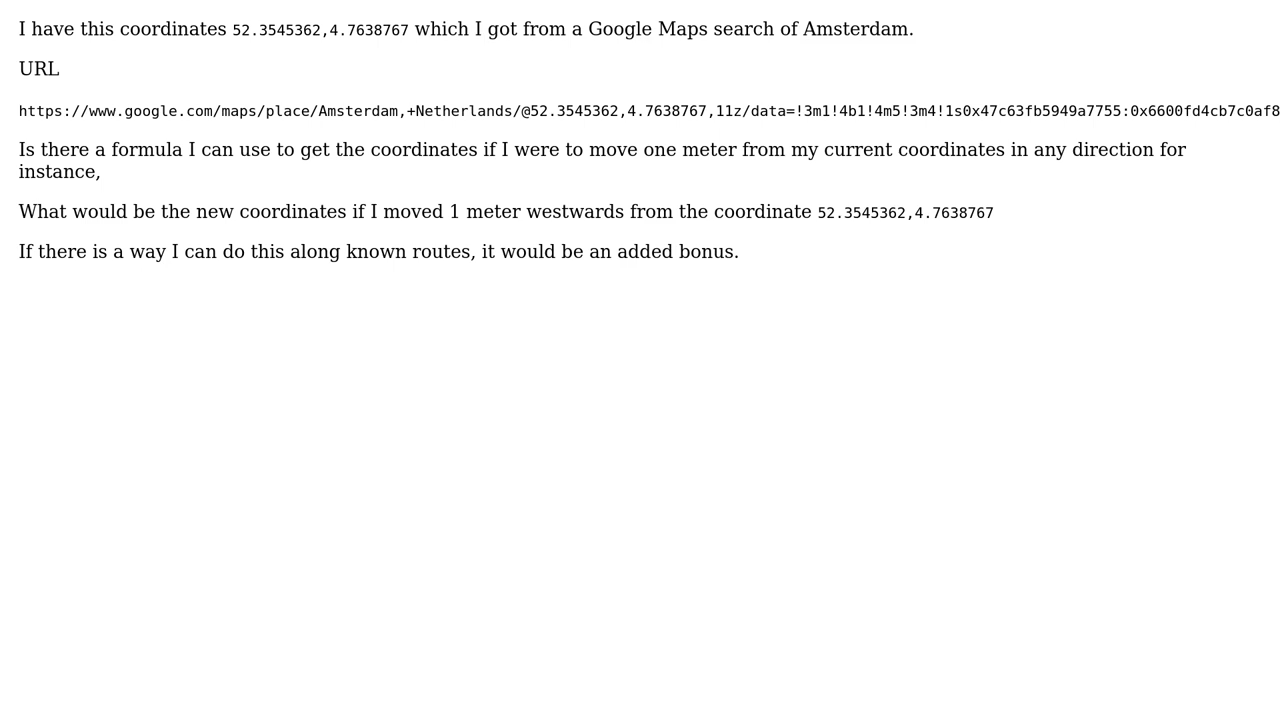 I have this coordinates 52.3545362,4.7638767 which I got from a Google Maps search of Amsterdam.
URL
https://www.google.com/maps/place/Amsterdam,+Netherlands/@52.3545362,4.7638767,11z/data=!3m1!4b1!4m5!3m4!1s0x47c63fb5949a7755:0x6600fd4cb7c0af8
Is there a formula I can use to get the coordinates if I were to move one meter from my current coordinates in any direction for
instance,
What would be the new coordinates if I moved 1 meter westwards from the coordinate 52.3545362,4.7638767
If there is a way I can do this along known routes, it would be an added bonus.